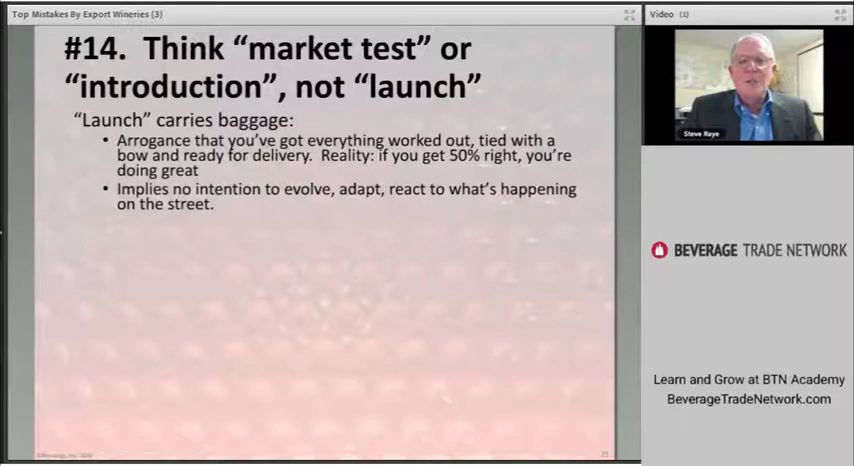 Top Mistakes By Export Wineries (3)
Video (1)
#14. Think “market test” or
“introduction”, not “launch”
“Launch” carries baggage:
• Arrogance that you’ve got everything worked out, tied with a
bow and ready for delivery. Reality: if you get 50% right, you’re
doing great
• Implies no intention to evolve, adapt, react to what’s happening
on the street.
21
Steve Raye
BEVERAGE TRADE NETWORK
Learn and Grow at BTN Academy
BeverageTradeNetwork.com